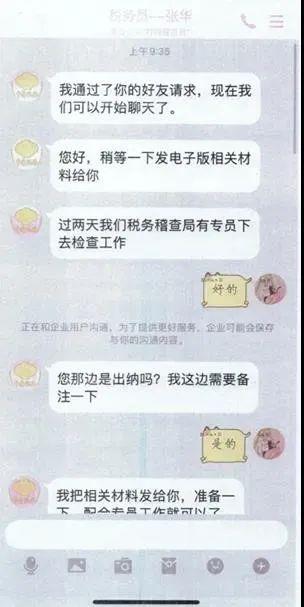 税务员---张华
上午9:35
我通过了你的好友请求，现在我
们可以开始聊天了。
您好，稍等一下发电子版相关材
料给你
过两天我们税务稽查局有专员下
去检查工作
好的
正在和企业用户沟通，为了提供更好服务，企业可能会保存
与你的沟通内容。
您那边是出纳吗？我这边需要备
注一下
是的
我把相关材料发给你，准备一
下，配合专员工作就可以了